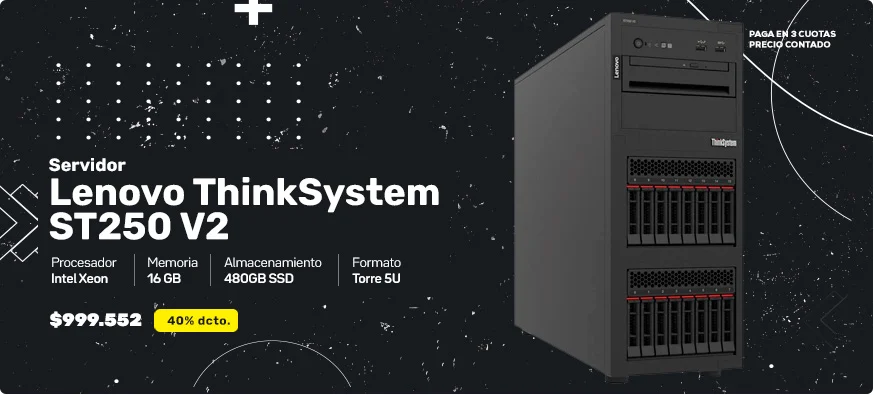 PAGA EN 3 CUOTAS
PRECIO CONTADO
Lenovo
ThinkSystem
Servidor
Lenovo ThinkSystem
ST250 V2
Procesador
Intel Xeon
Memoria
16 GB
Almacenamiento
480GB SSD
Formato
Torre 5U
$999.552
40% dcto.